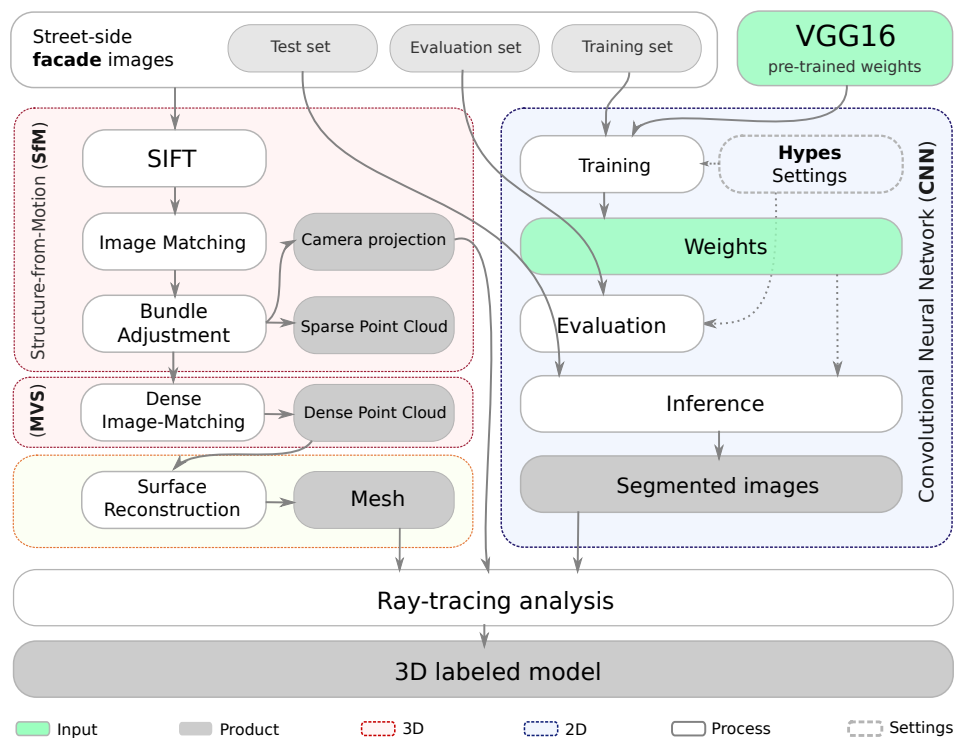 Street-side
facade images
Test set
Evaluation set
Training set
VGG16
pre-trained weights
Structure-from-Motion (SfM)
SIFT
Image Matching
Camera projection
Bundle
Adjustment
Sparse Point Cloud
(MVS)
Dense
Image-Matching
Dense Point Cloud
Surface
Reconstruction
Mesh
Convolutional Neural Network (CNN)
Training
Hypes
Settings
Weights
Evaluation
Inference
Segmented images
Ray-tracing analysis
3D labeled model
Input
Product
3D
2D
Process
Settings